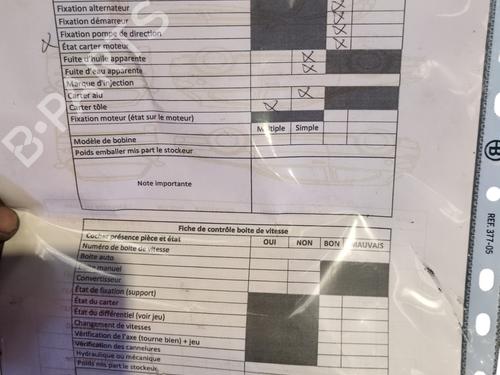 Fixation alternateur
Fixation démarreur
Fixation pompe de direction
État carter moteur
Fuite d'huile apparente
Fuite d'eau apparente
Marque d'injection
Carter alu
Carter tôle
Fixation moteur (état sur le moteur)
Multiple Simple
Modèle de bobine
Poids emballer mis part le stockeur
Note importante
Fiche de contrôle boite de vitesse
Cocher présence pièce et état OUI NON BON MAUVAIS
Numéro de boite de vitesse
Boite auto
manuel
Convertisseur
État de fixation (support)
État du carter
État du différentiel (voir jeu)
Changement de vitesses
Vérification de l'axe (tourne bien) + jeu
Vérification des cannelures
Hydraulique ou mécanique
Poids mis part le stockeur
REF. 377-05
B-PARTS